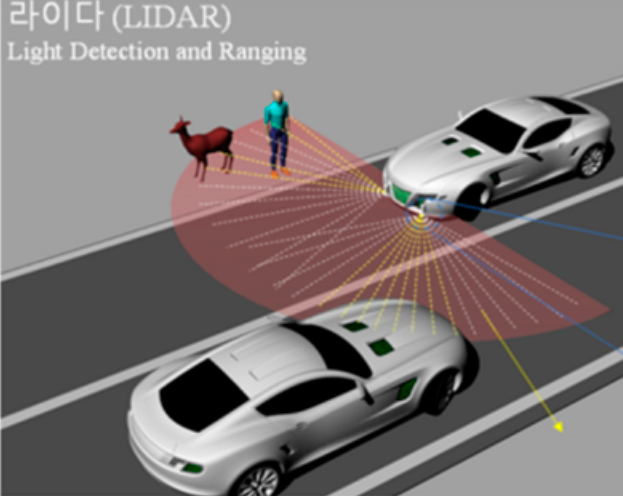 라이다 (LIDAR)
Light Detection and Ranging